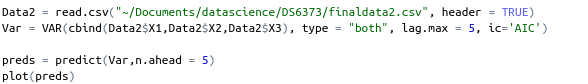 Data2 = read.csv("~/Documents/datascience/DS6373/finaldata2.csv", header = TRUE)
Var = VAR(cbind(Data2$X1,Data2$X2,Data2$X3), type = "both", lag.max = 5, ic='AIC')
preds = predict(Var,n.ahead = 5)
plot(preds)